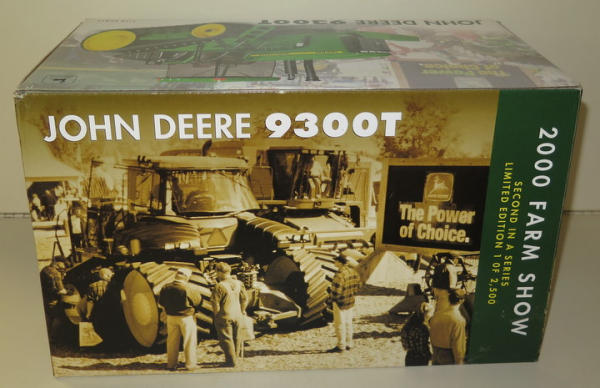 JOHN DEERE 9300T
JOHN DEERE 9300T
The Power
of Choice.
2000 FARM SHOW
SECOND IN A SERIES
LIMITED EDITION 1 OF 2,500